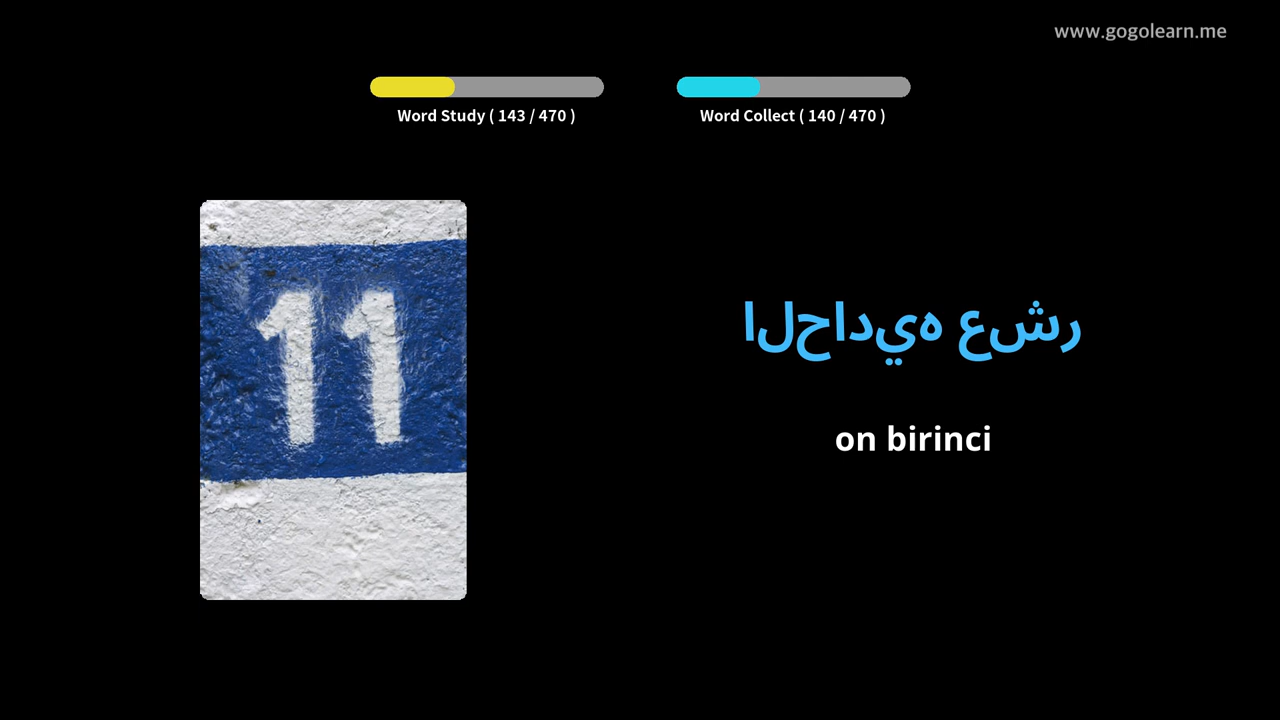 www.gogolearn.me
Word Study ( 143 / 470 )
Word Collect ( 140 / 470 )
11
الحاديه عشر
on birinci